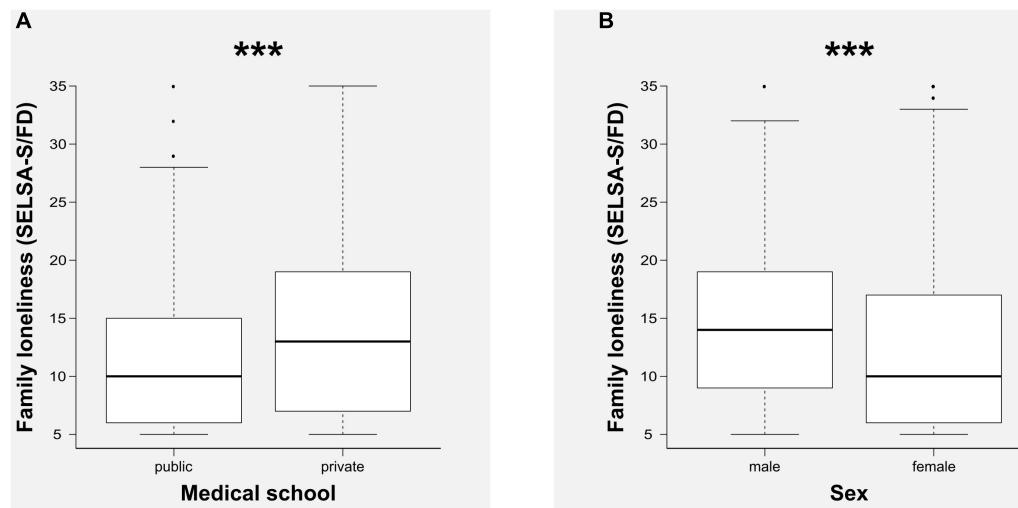 A
***
Family loneliness (SELSA-S/FD)
35
30
25
20
15
10
5
public
private
Medical school
B
***
Family loneliness (SELSA-S/FD)
35
30
25
20
15
10
5
male
female
Sex